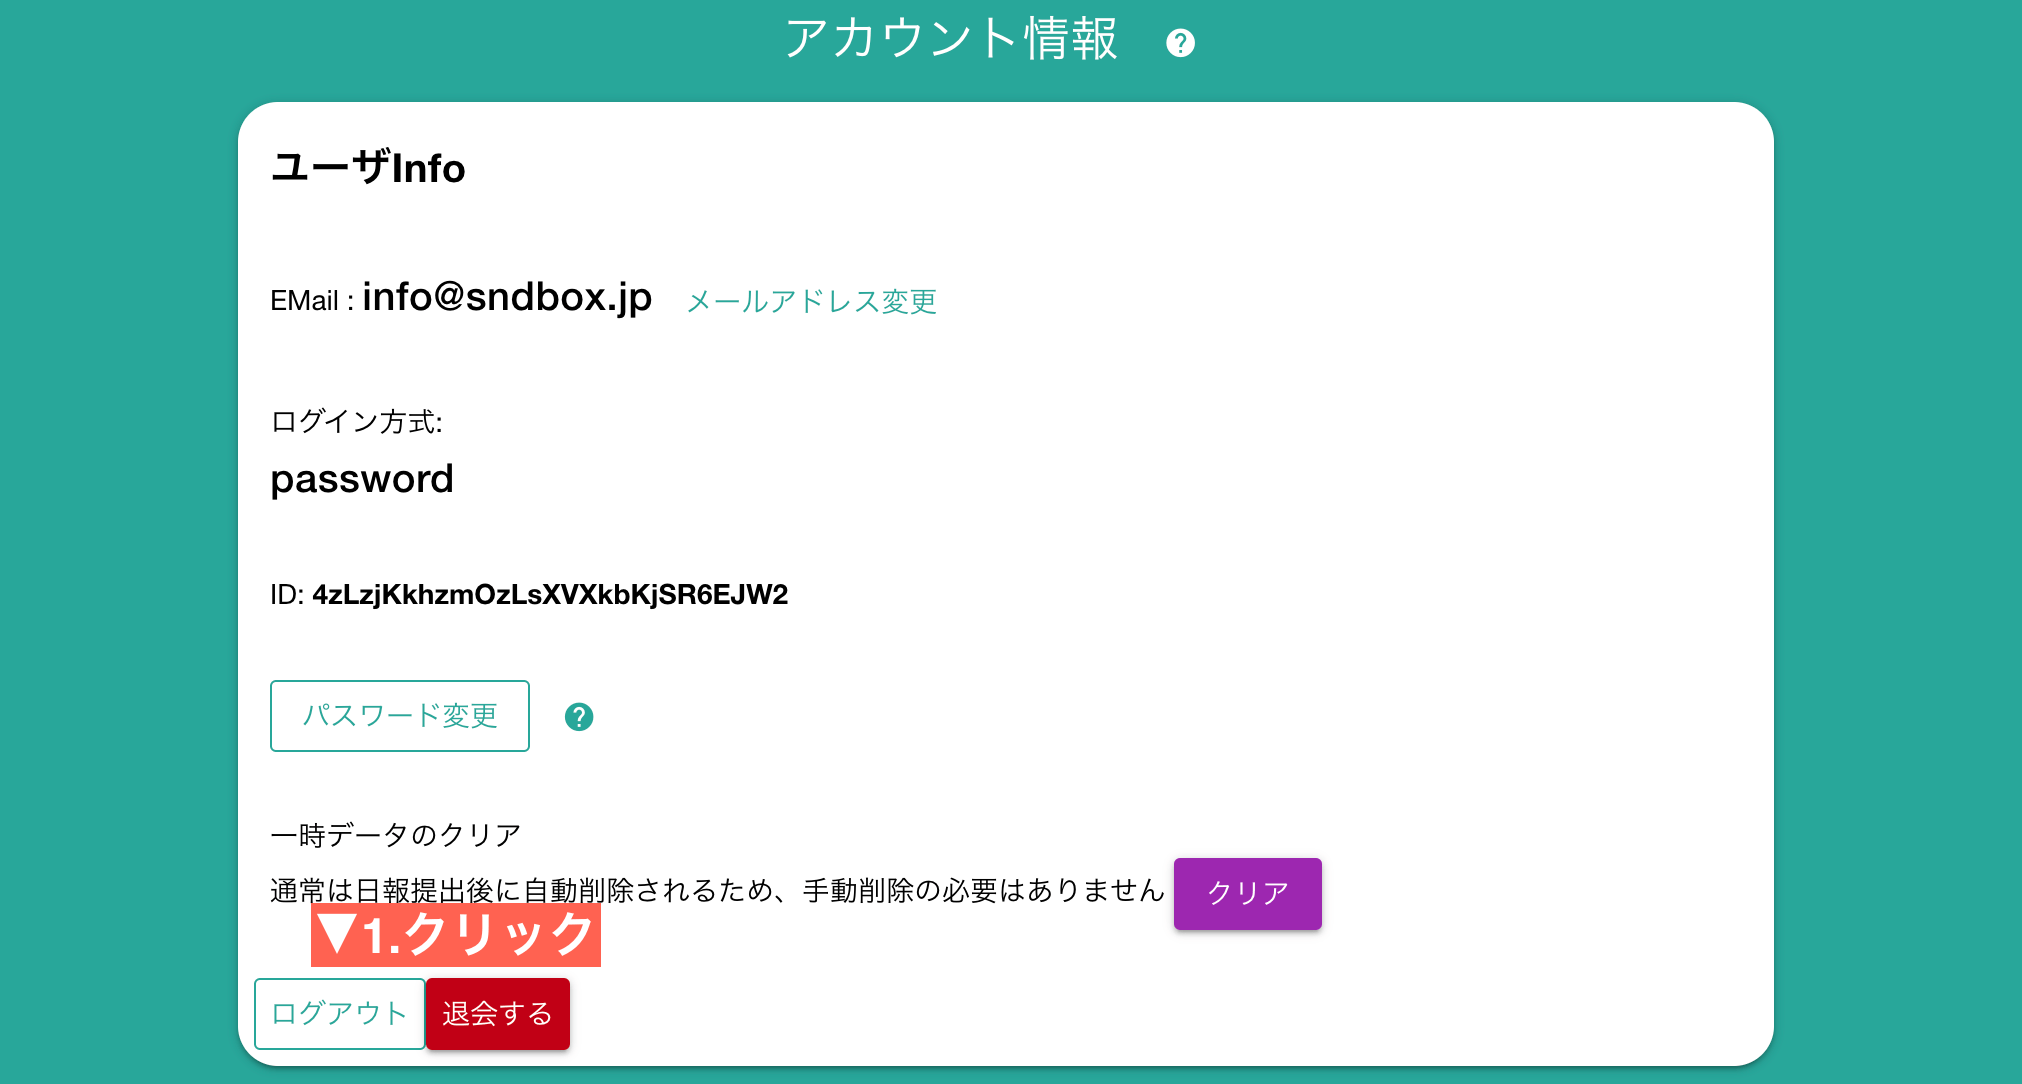 アカウント情報 ?
ユーザInfo
EMail : info@sndbox.jp メールアドレス変更
ログイン方式:
password
ID: 4zLzjKkhzmOzLsXVXkbKjSR6EJW2
パスワード変更 ?
一時データのクリア
通常は日報提出後に自動削除されるため、手動削除の必要はありません クリア
▼1.クリック
ログアウト 退会する